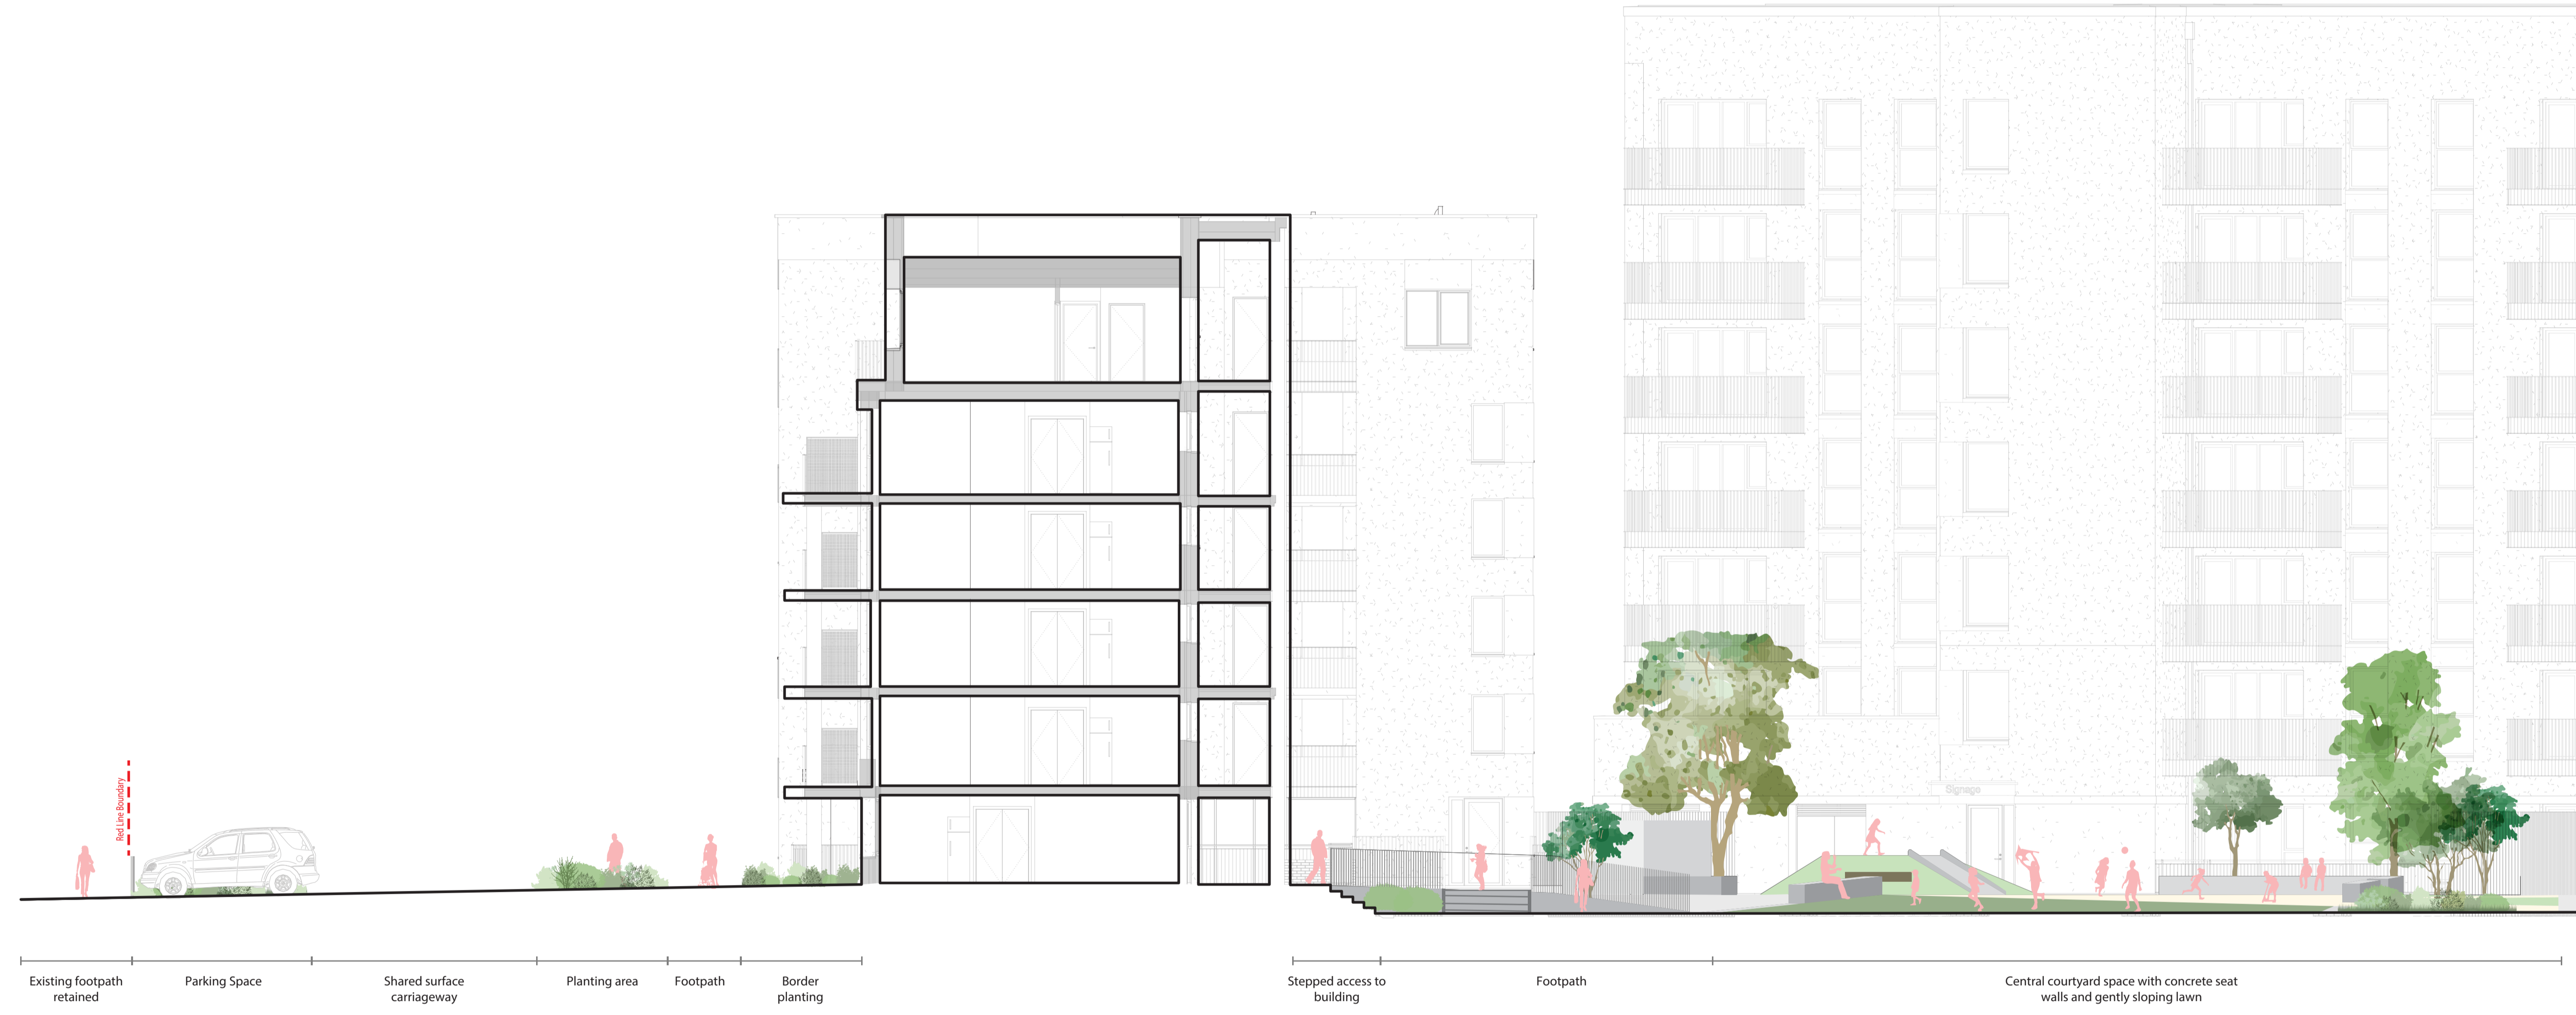 Signage
Red Line Boundary
Existing footpath
retained
Parking Space
Shared surface
carriageway
Planting area
Footpath
Border
planting
Stepped access to
building
Footpath
Central courtyard space with concrete seat
walls and gently sloping lawn